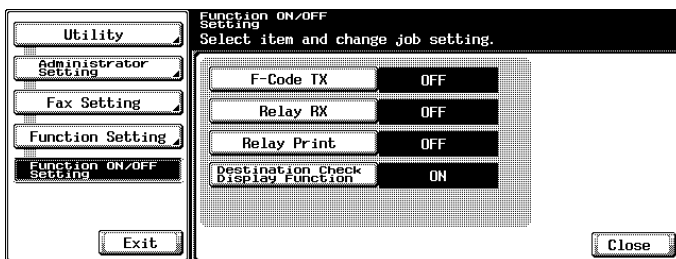 Utility
Administrator
Setting
Fax Setting
Function Setting
Function ON/OFF
Setting
Exit
Function ON/OFF
Setting
Select item and change job setting.
F-Code TX OFF
Relay RX OFF
Relay Print OFF
Destination Check
Display Function ON
Close